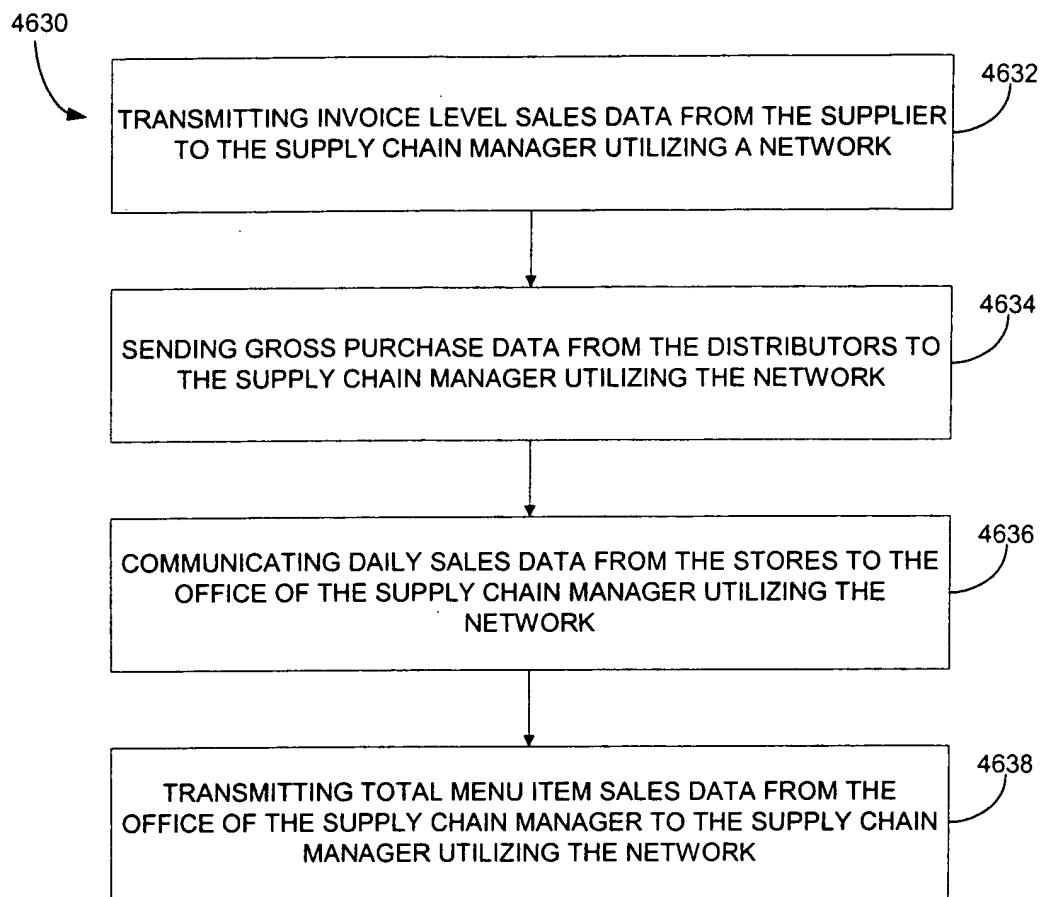 4630
4632
TRANSMITTING INVOICE LEVEL SALES DATA FROM THE SUPPLIER
TO THE SUPPLY CHAIN MANAGER UTILIZING A NETWORK
4634
SENDING GROSS PURCHASE DATA FROM THE DISTRIBUTORS TO
THE SUPPLY CHAIN MANAGER UTILIZING THE NETWORK
4636
COMMUNICATING DAILY SALES DATA FROM THE STORES TO THE
OFFICE OF THE SUPPLY CHAIN MANAGER UTILIZING THE
NETWORK
4638
TRANSMITTING TOTAL MENU ITEM SALES DATA FROM THE
OFFICE OF THE SUPPLY CHAIN MANAGER TO THE SUPPLY CHAIN
MANAGER UTILIZING THE NETWORK